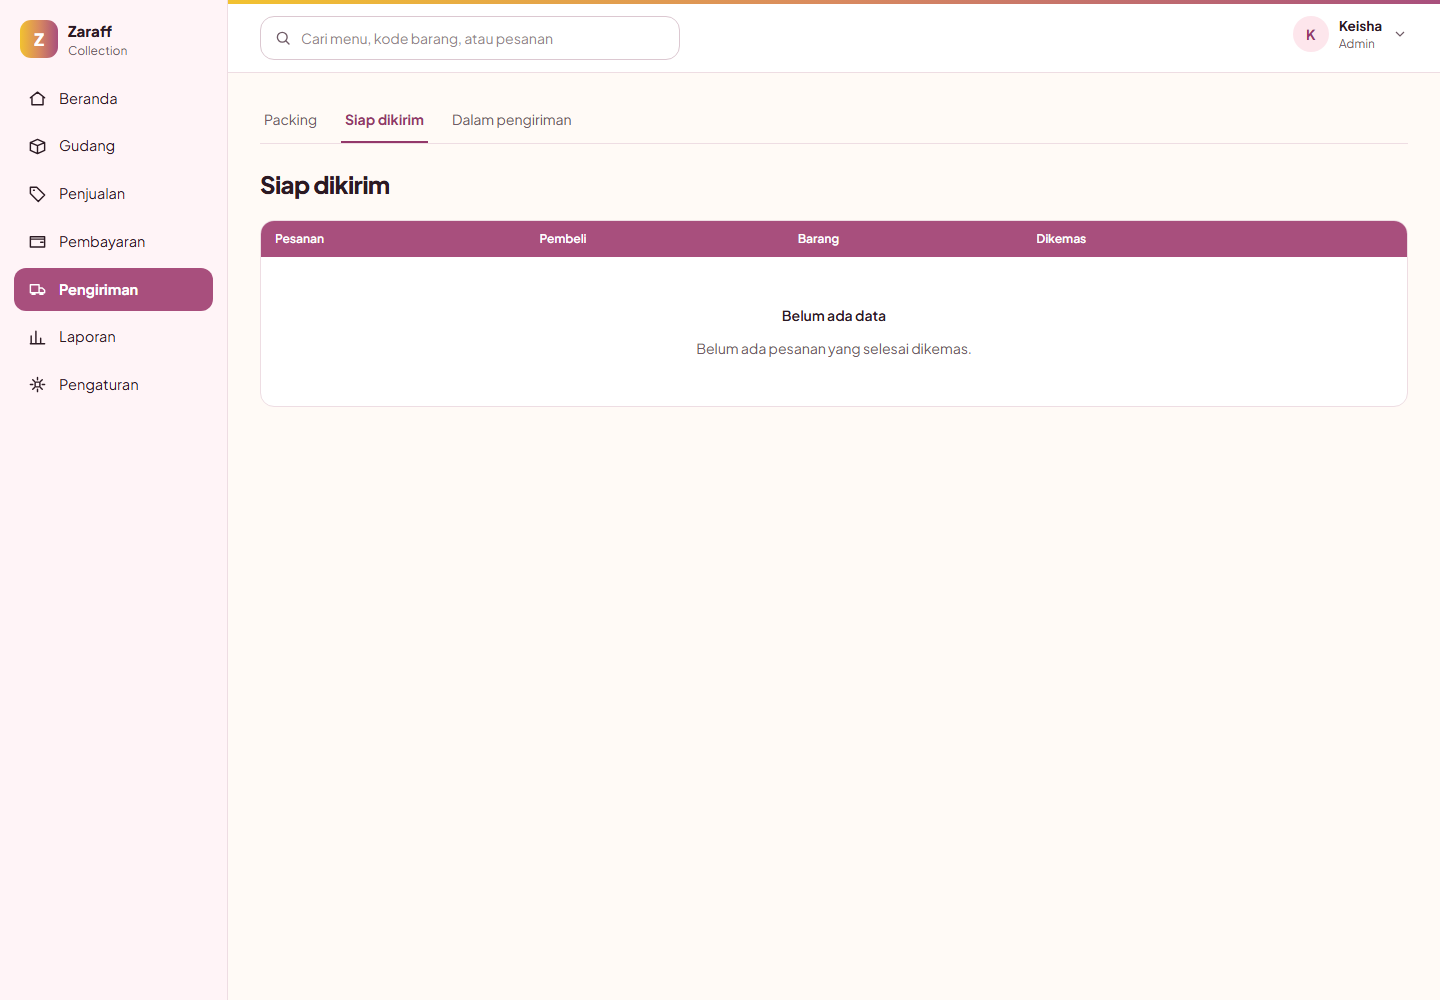 Z
Zaraff
Collection
Beranda
Gudang
Penjualan
Pembayaran
Pengiriman
Laporan
Pengaturan
Cari menu, kode barang, atau pesanan
K
Keisha
Admin
Packing
Siap dikirim
Dalam pengiriman
Siap dikirim
Pesanan
Pembeli
Barang
Dikemas
Belum ada data
Belum ada pesanan yang selesai dikemas.